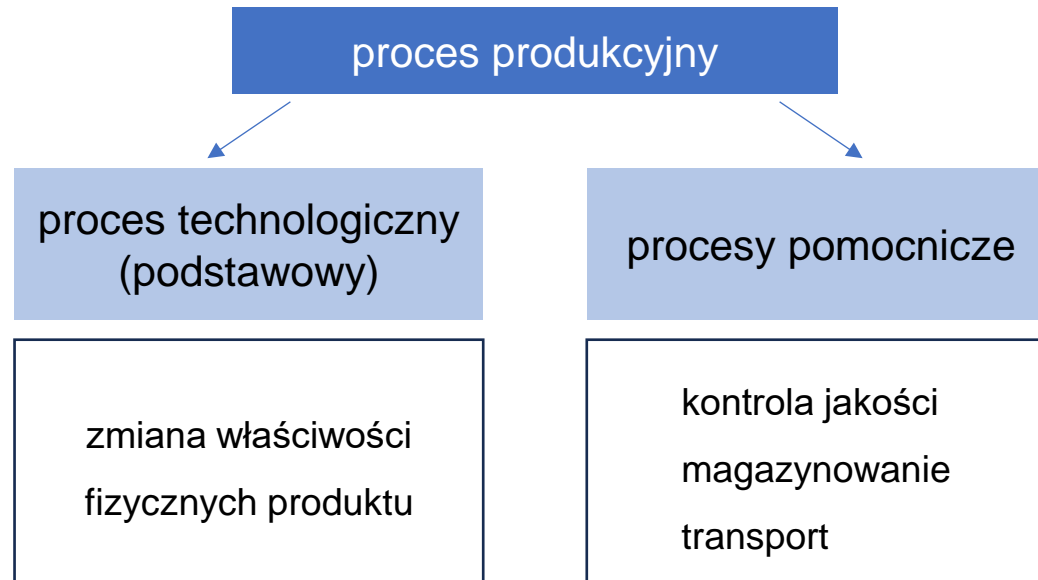 proces produkcyjny
proces technologiczny
(podstawowy)
procesy pomocnicze
zmiana właściwości
fizycznych produktu
kontrola jakości
magazynowanie
transport